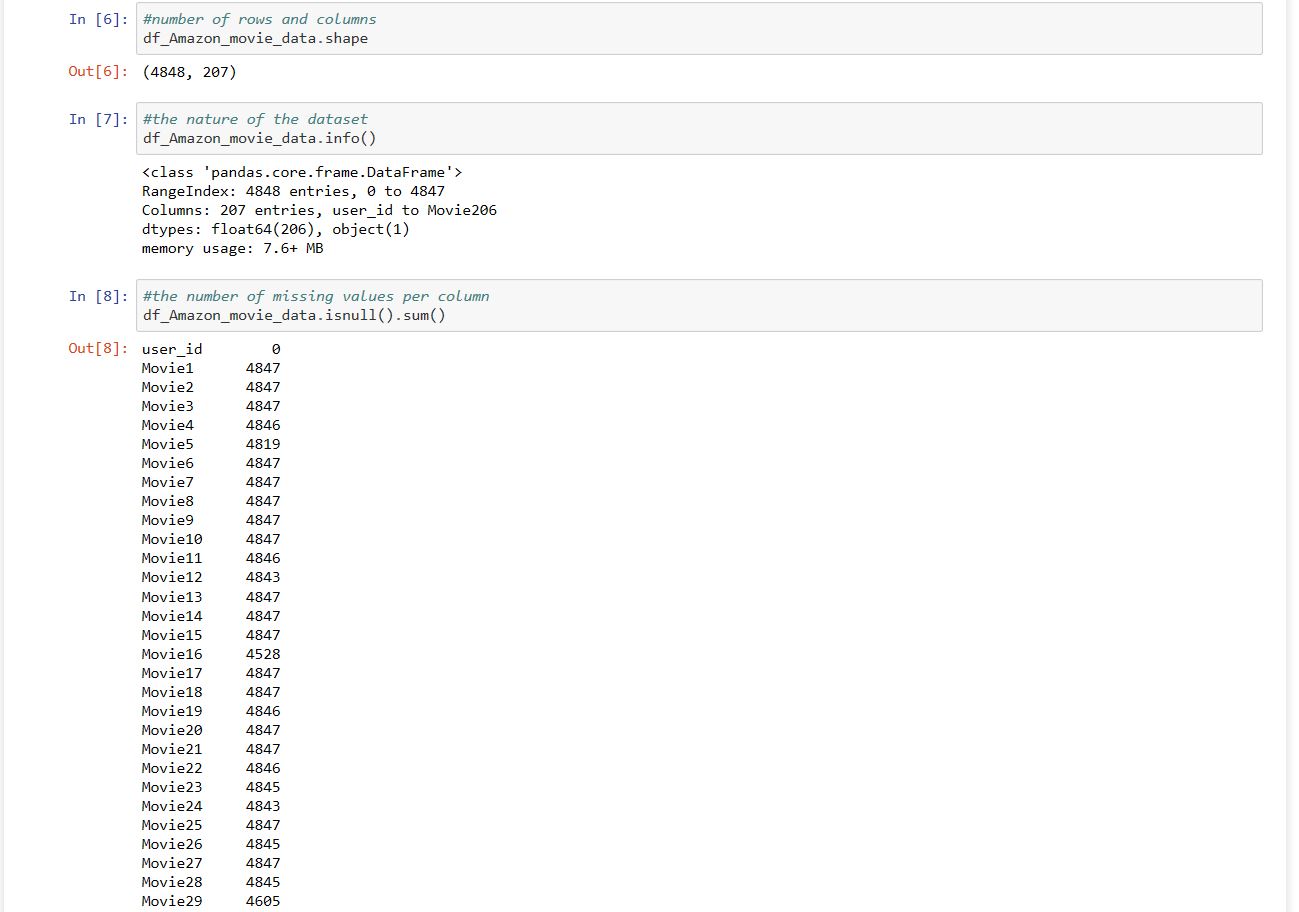 In [6]: #number of rows and columns
df_Amazon_movie_data.shape
Out[6]: (4848, 207)
In [7]: #the nature of the dataset
df_Amazon_movie_data.info()
<class 'pandas.core.frame.DataFrame'>
RangeIndex: 4848 entries, 0 to 4847
Columns: 207 entries, user_id to Movie206
dtypes: float64(206), object(1)
memory usage: 7.6+ MB
In [8]: #the number of missing values per column
df_Amazon_movie_data.isnull().sum()
Out[8]: user_id 0
Movie1 4847
Movie2 4847
Movie3 4847
Movie4 4846
Movie5 4819
Movie6 4847
Movie7 4847
Movie8 4847
Movie9 4847
Movie10 4847
Movie11 4846
Movie12 4843
Movie13 4847
Movie14 4847
Movie15 4847
Movie16 4528
Movie17 4847
Movie18 4847
Movie19 4846
Movie20 4847
Movie21 4847
Movie22 4846
Movie23 4845
Movie24 4843
Movie25 4847
Movie26 4845
Movie27 4847
Movie28 4845
Movie29 4605